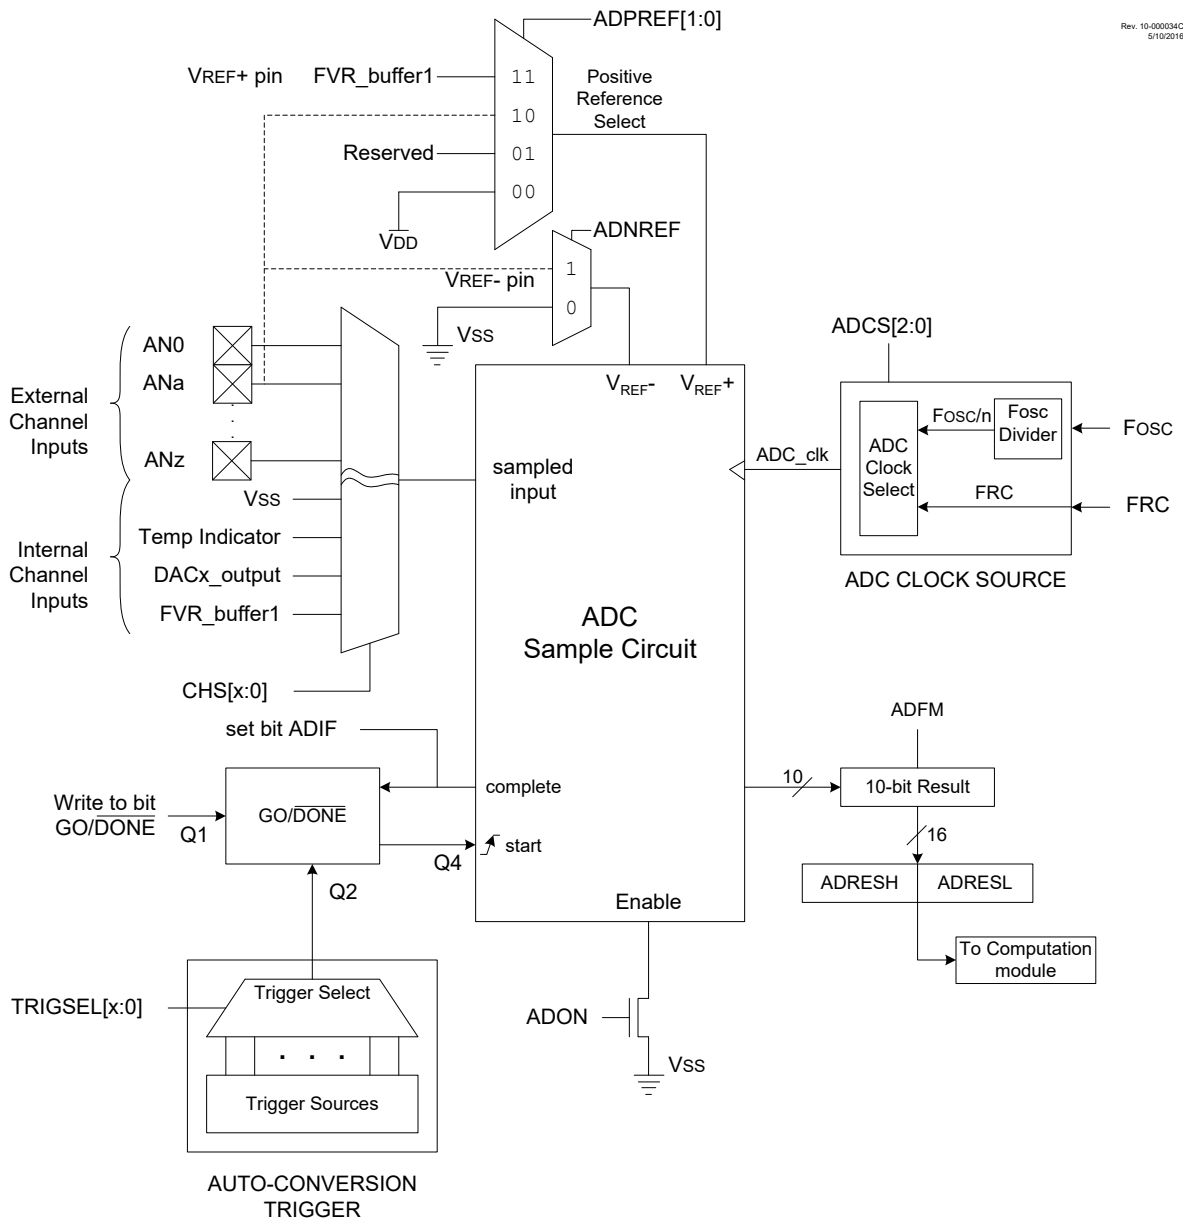 ADPREF[1:0]
Rev. 10-000034C
5/10/2016
VREF+ pin
FVR_buffer1
11
Positive
Reference
Select
10
Reserved
01
00
VDD
ADNREF
VREF- pin
1
0
VSS
ADCS[2:0]
External
Channel
Inputs
AN0
ANa
.
.
.
ANz
VREF-
VREF+
sampled
input
ADC_clk
ADC
Clock
Select
FOSC/n
Fosc
Divider
FOSC
FRC
FRC
ADC CLOCK SOURCE
Internal
Channel
Inputs
VSS
Temp Indicator
DACx_output
FVR_buffer1
CHS[x:0]
ADC
Sample Circuit
set bit ADIF
complete
Write to bit
GO/DONE
Q1
GO/DONE
Q4
start
Q2
Enable
ADFM
10
10-bit Result
16
ADRESH
ADRESL
To Computation
module
ADON
VSS
TRIGSEL[x:0]
Trigger Select
. . .
Trigger Sources
AUTO-CONVERSION
TRIGGER